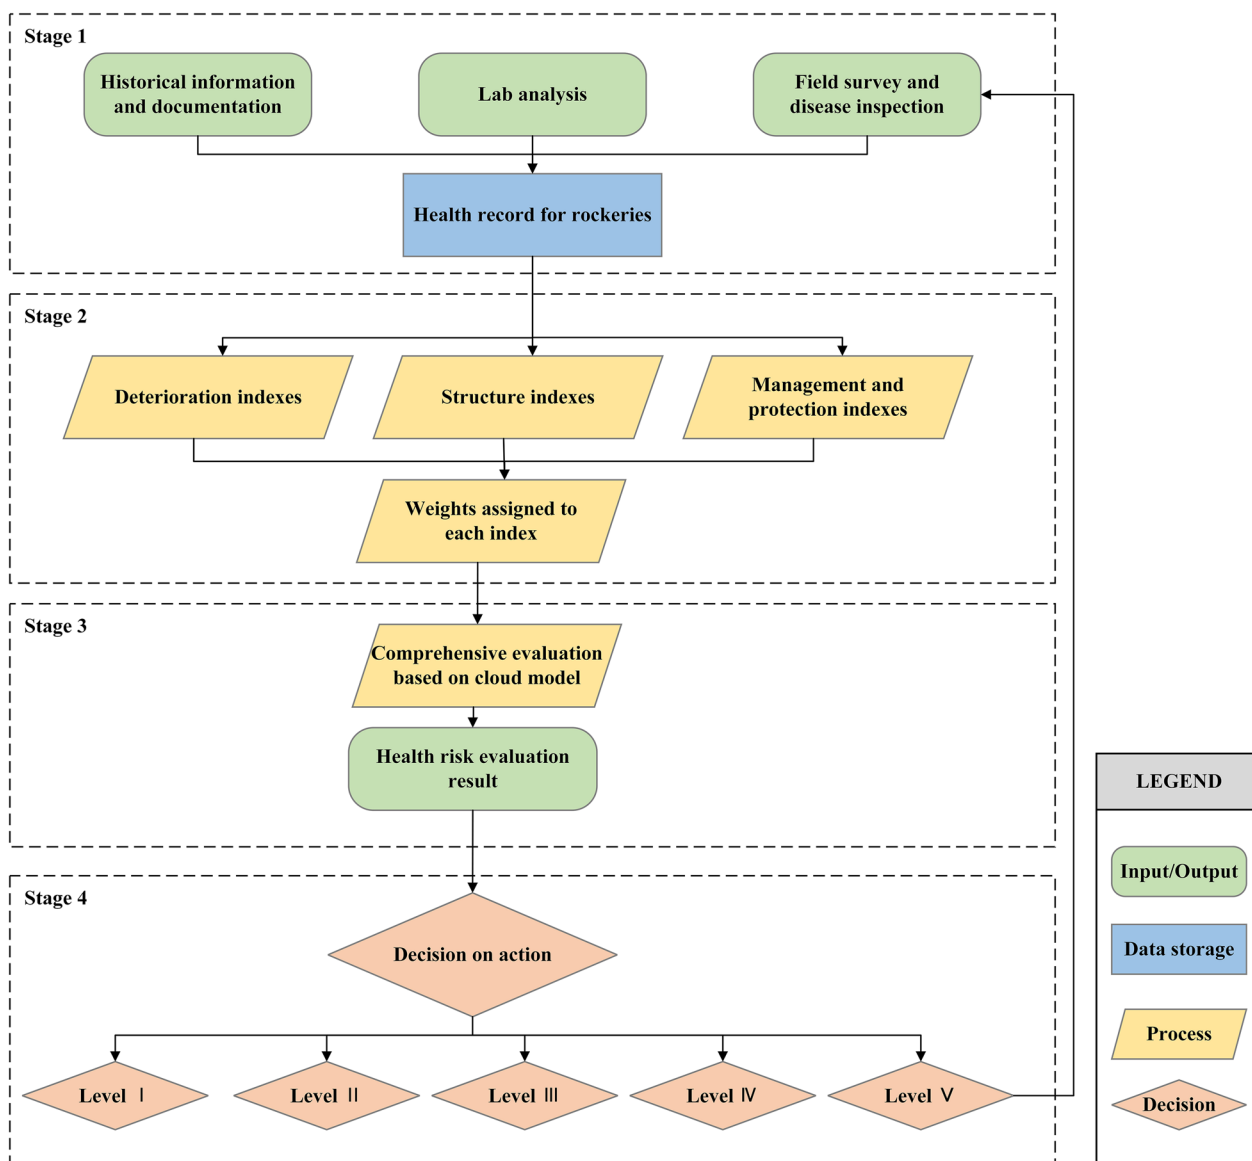 Stage 1
Historical information
and documentation
Lab analysis
Field survey and
disease inspection
Health record for rockeries
Stage 2
Deterioration indexes
Structure indexes
Management and
protection indexes
Weights assigned to
each index
Stage 3
Comprehensive evaluation
based on cloud model
Health risk evaluation
result
Stage 4
Decision on action
Level Ⅰ
Level Ⅱ
Level Ⅲ
Level Ⅳ
Level Ⅴ
LEGEND
Input/Output
Data storage
Process
Decision